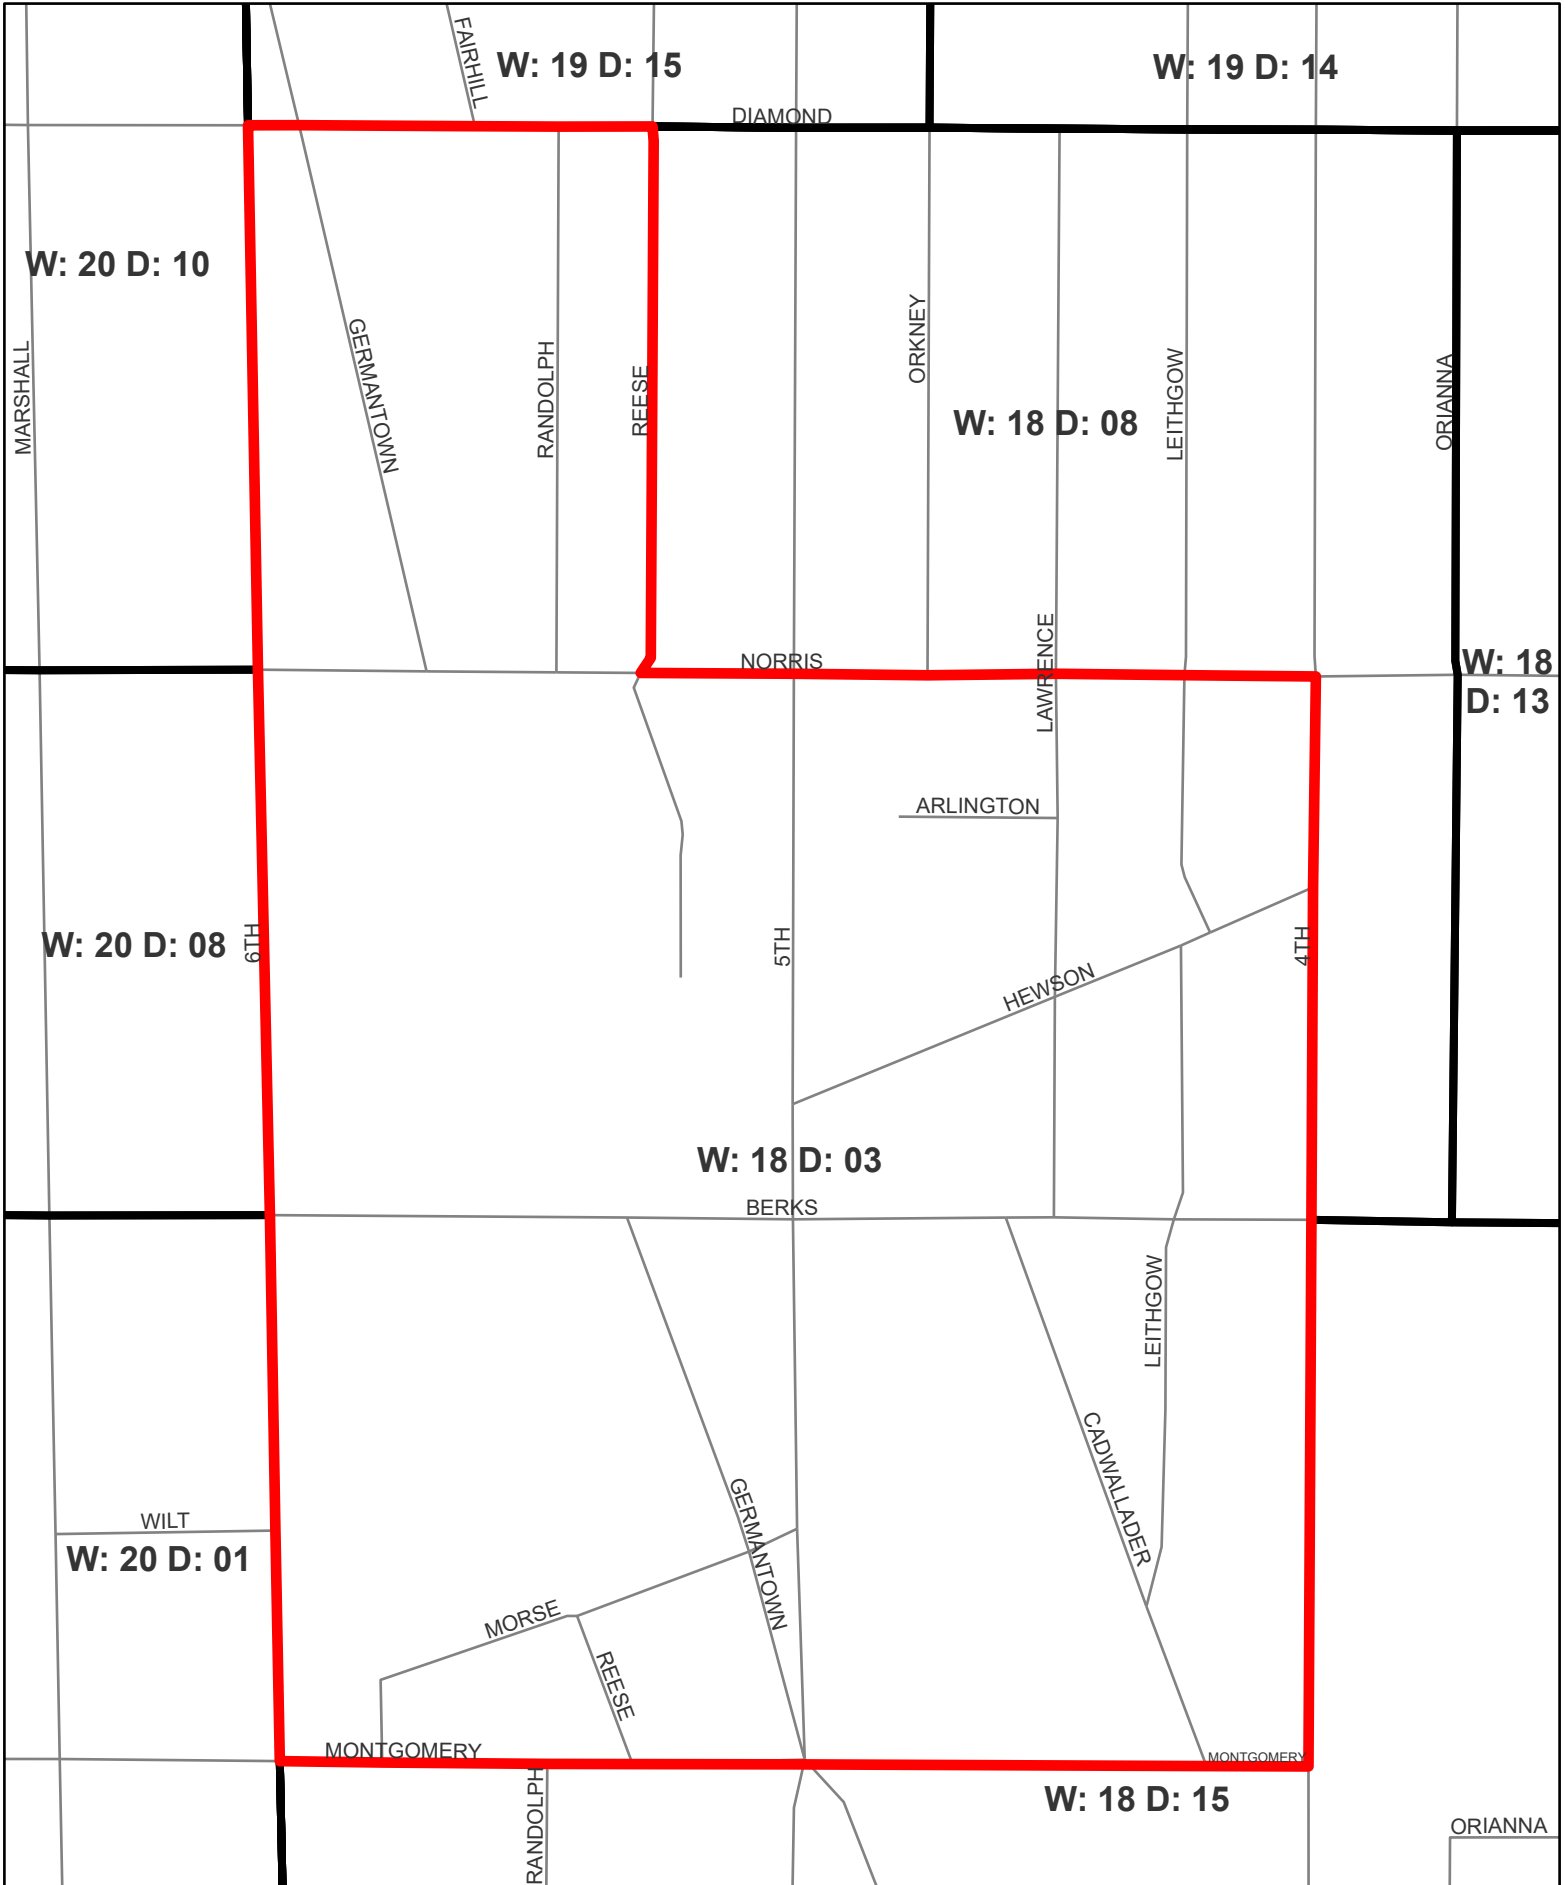 FAIRHILL
W: 19 D: 15
W: 19 D: 14
DIAMOND
W: 20 D: 10
MARSHALL
GERMANTOWN
RANDOLPH
REESE
ORKNEY
W: 18 D: 08
LEITHGOW
ORIANNA
NORRIS
LAWRENCE
W: 18
D: 13
ARLINGTON
W: 20 D: 08
6TH
5TH
4TH
HEWSON
W: 18 D: 03
BERKS
LEITHGOW
CADWALLADER
GERMANTOWN
WILT
W: 20 D: 01
MORSE
REESE
MONTGOMERY
MONTGOMERY
RANDOLPH
W: 18 D: 15
ORIANNA